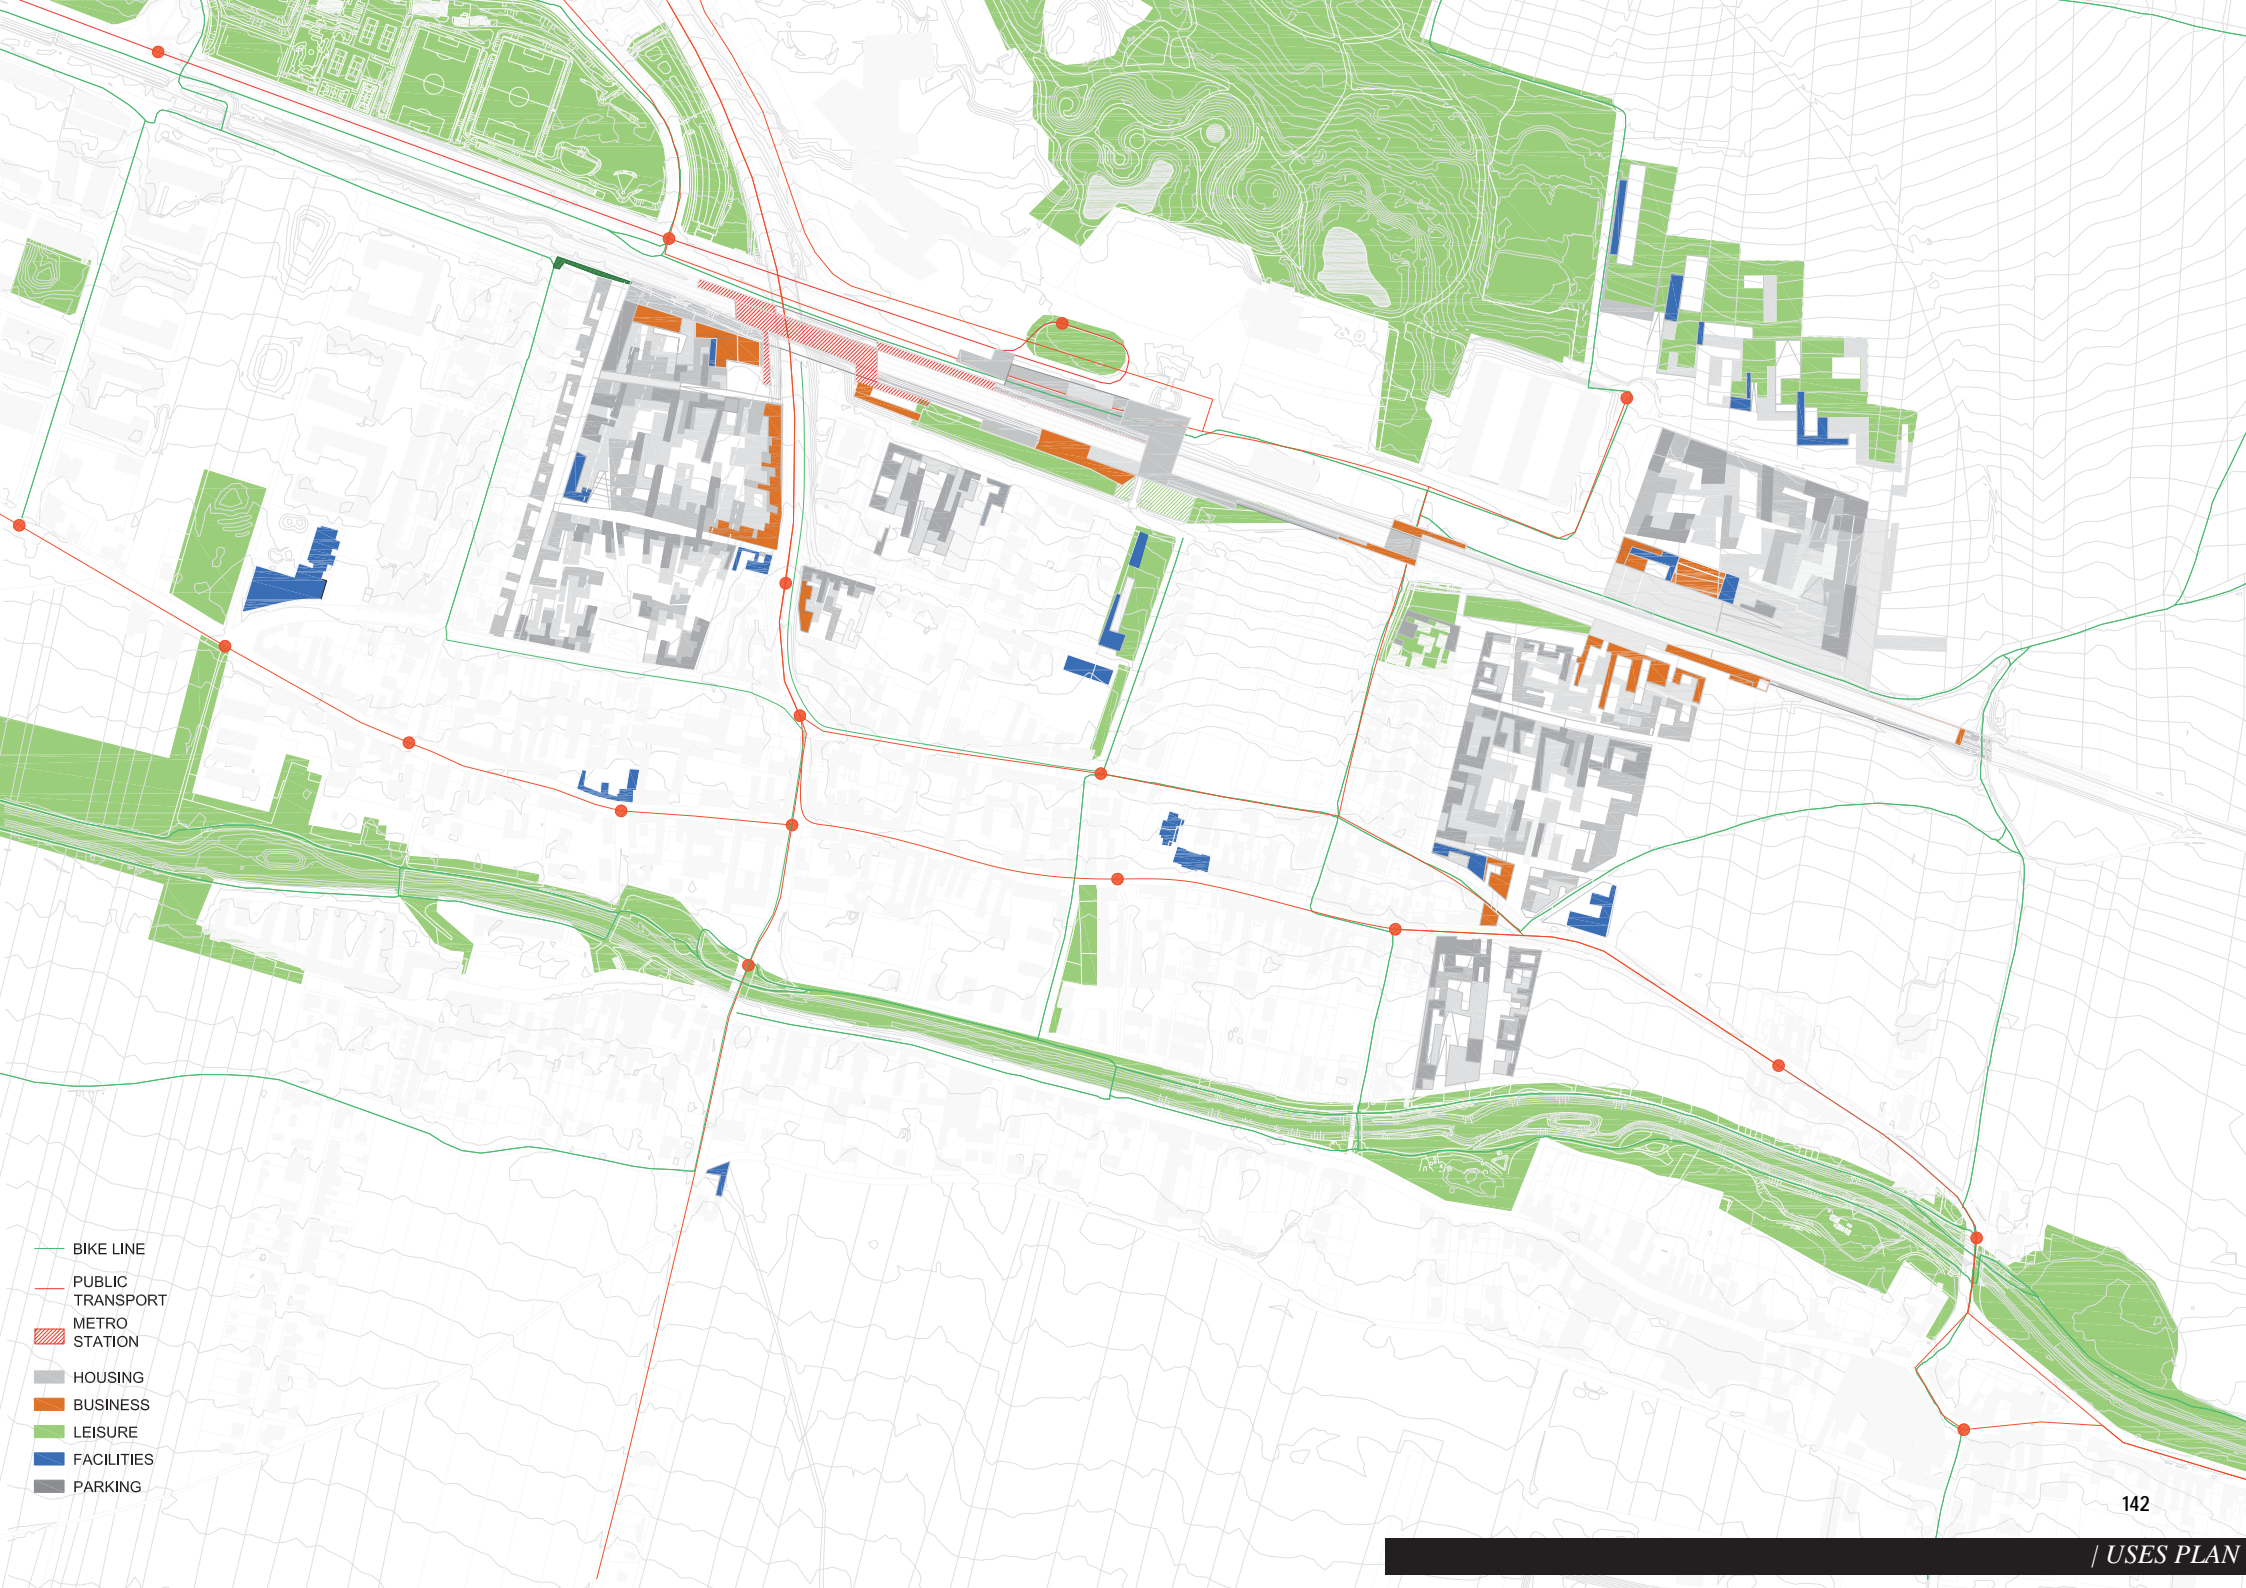 BIKE LINE
PUBLIC
TRANSPORT
METRO
STATION
HOUSING
BUSINESS
LEISURE
FACILITIES
PARKING
142
| USES PLAN